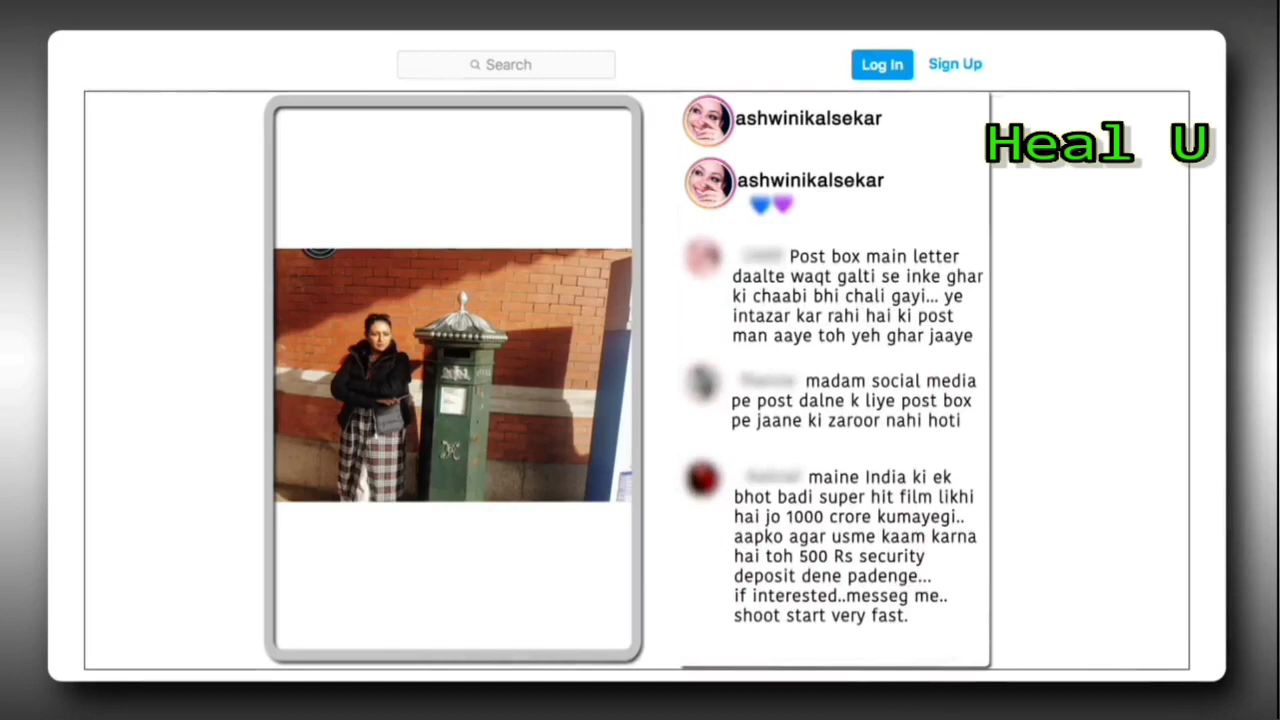 Search
Log In
Sign Up
ashwinikalsekar
Heal U
ashwinikalsekar
💙💜
Post box main letter
daalte waqt galti se inke ghar
ki chaabi bhi chali gayi... ye
intazar kar rahi hai ki post
man aaye toh yeh ghar jaaye
madam social media
pe post dalne k liye post box
pe jaane ki zaroor nahi hoti
maine India ki ek
bhot badi super hit film likhi
hai jo 1000 crore kumayegi..
aapko agar usme kaam karna
hai toh 500 Rs security
deposit dene padenge...
if interested..messeg me..
shoot start very fast.